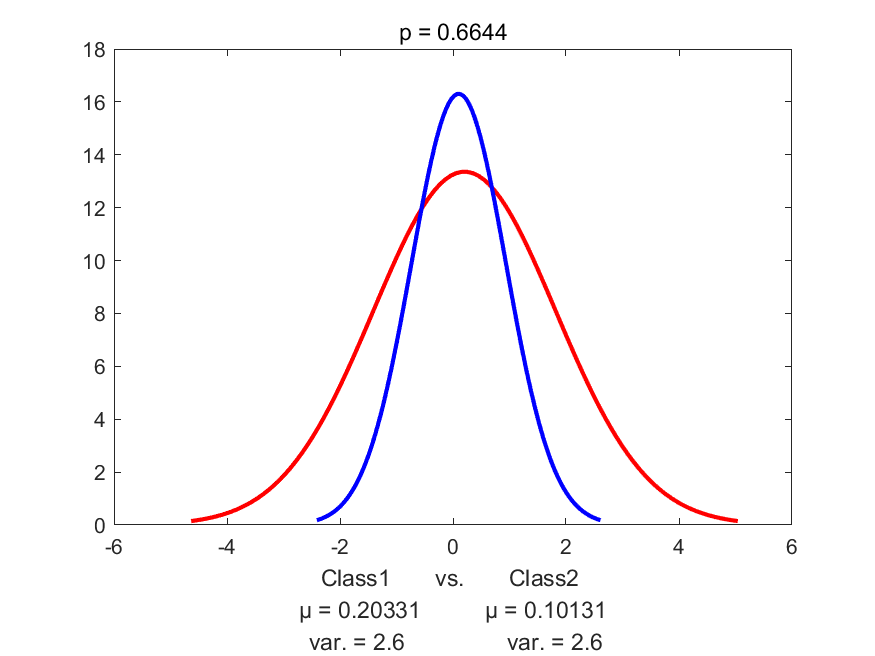 p = 0.6644
18
16
14
12
10
8
6
4
2
0
-6 -4 -2 0 2 4 6
Class1 vs. Class2
μ = 0.20331 μ = 0.10131
var. = 2.6 var. = 2.6